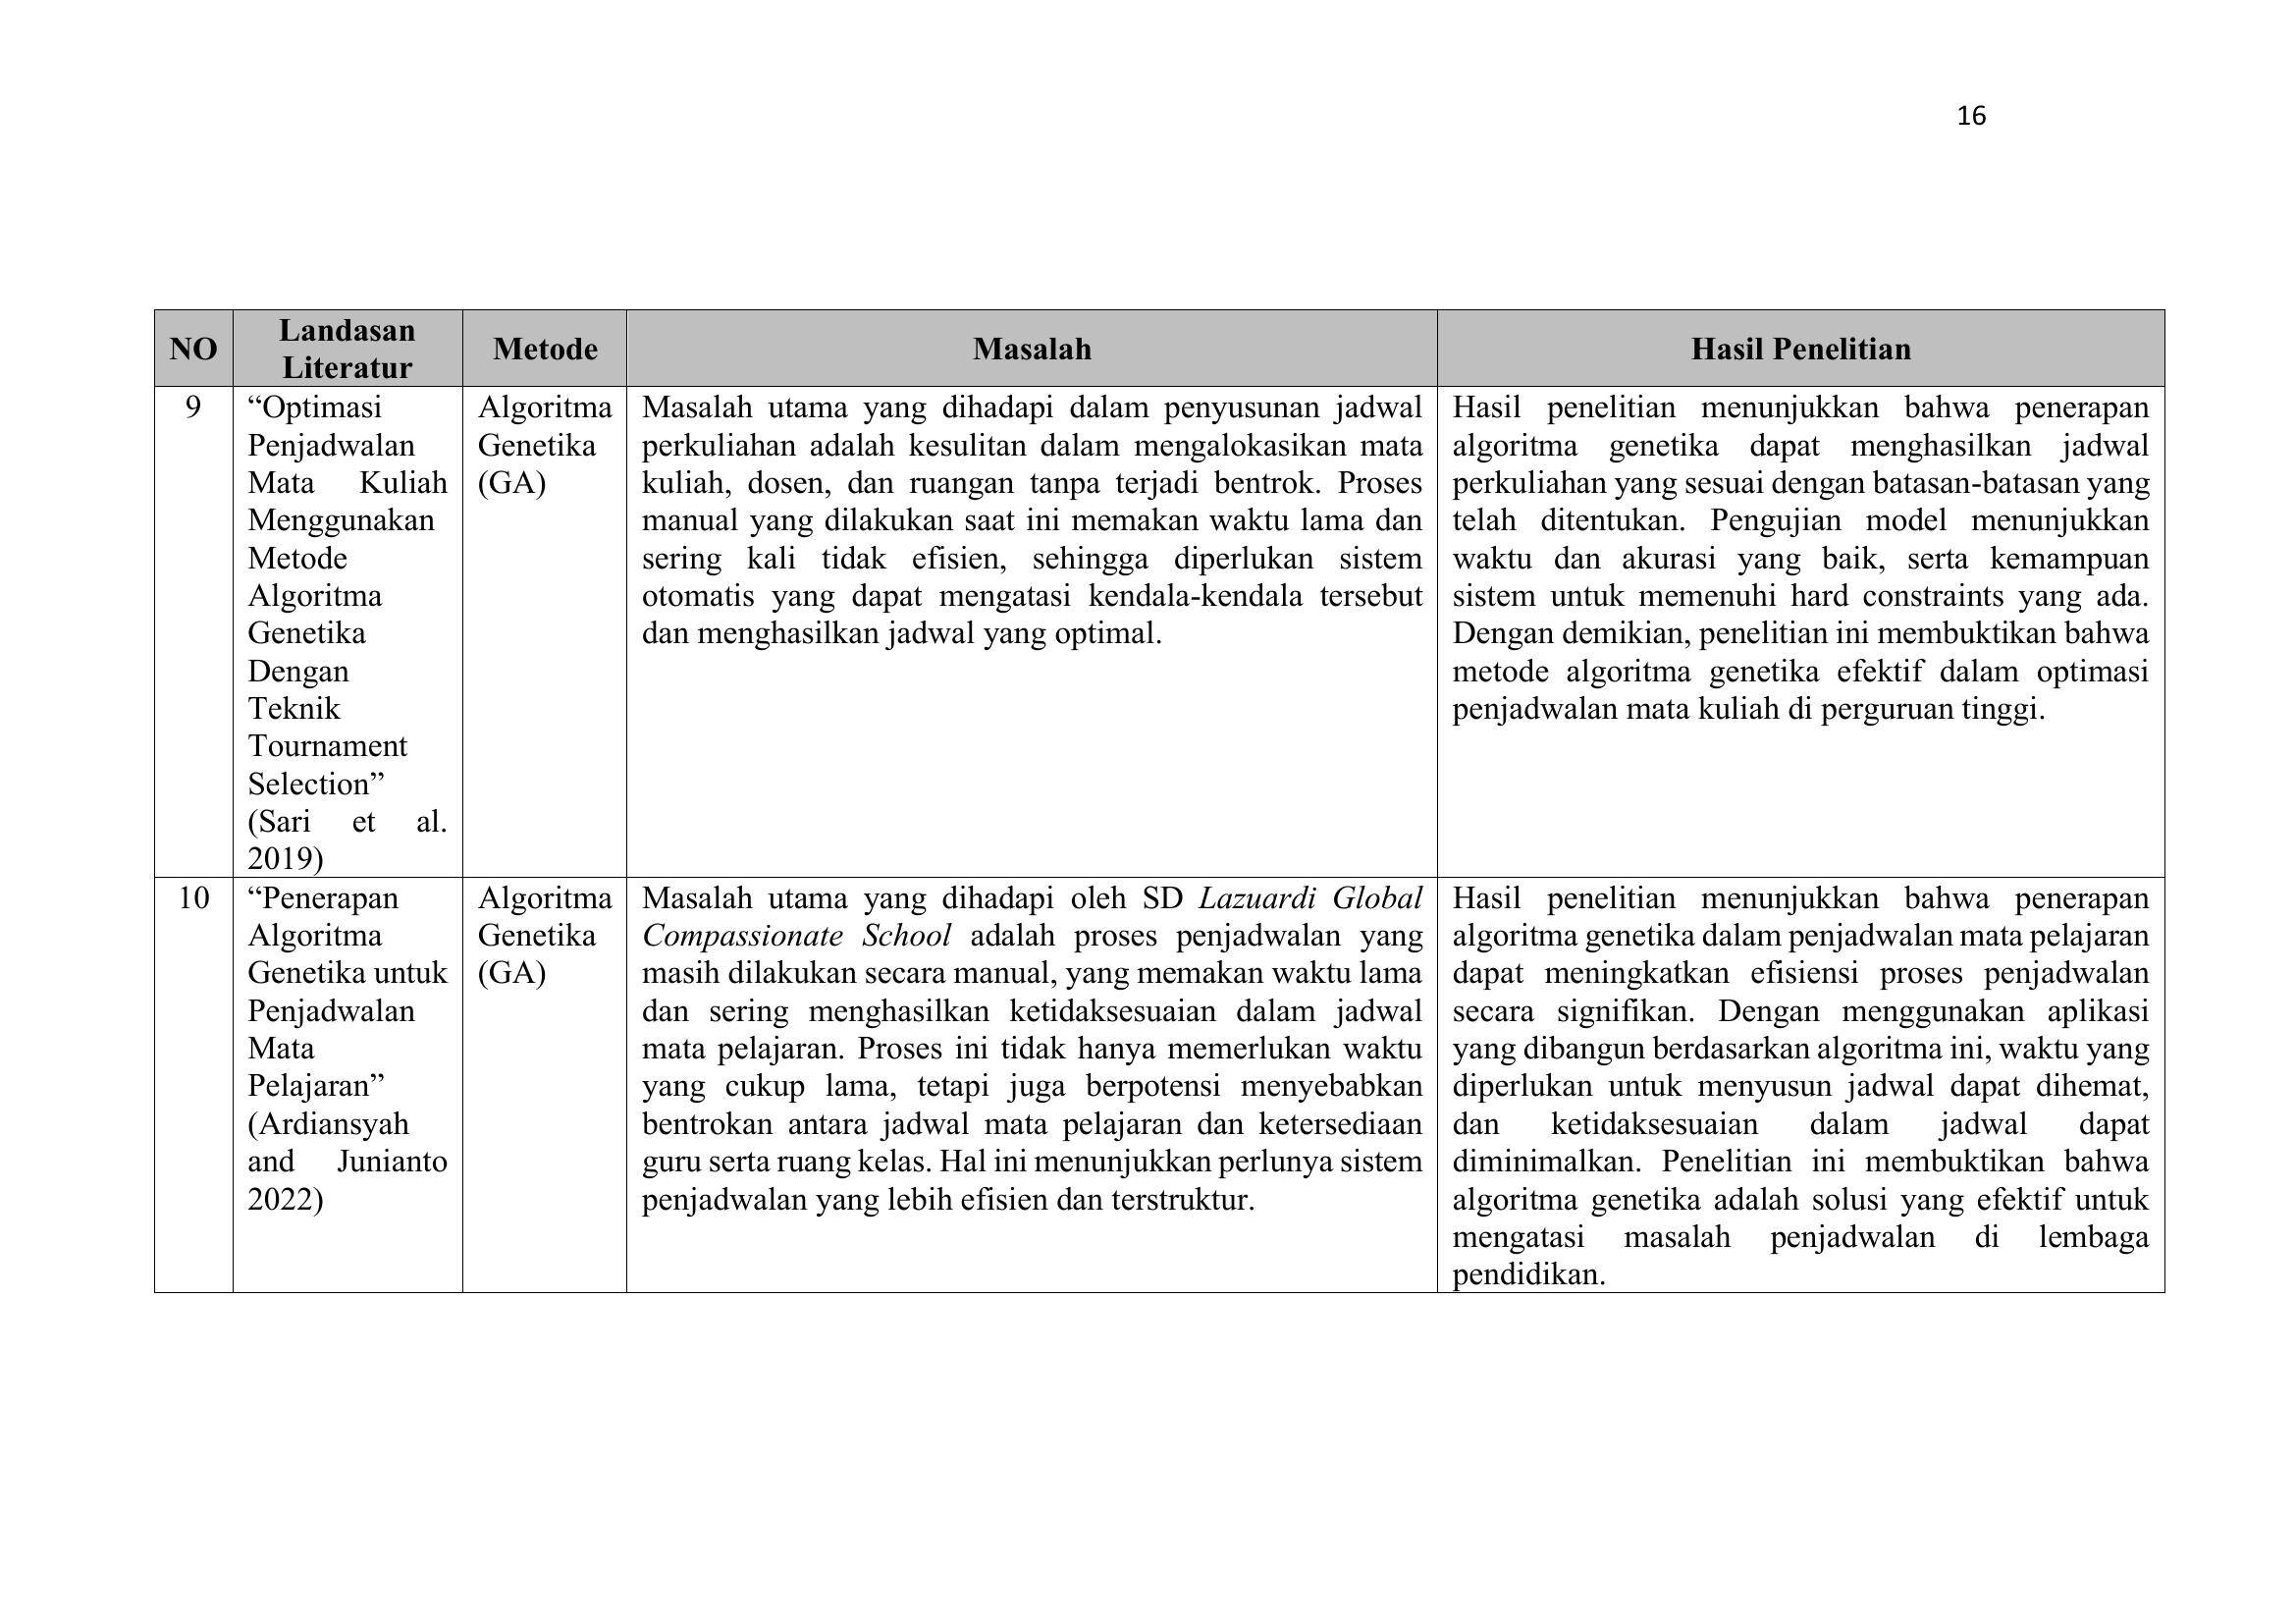 16
NO
Landasan
Literatur
Metode
Masalah
Hasil Penelitian
9
“Optimasi
Penjadwalan
Mata Kuliah
Menggunakan
Metode
Algoritma
Genetika
Dengan
Teknik
Tournament
Selection”
(Sari et al.
2019)
Algoritma
Genetika
(GA)
Masalah utama yang dihadapi dalam penyusunan jadwal
perkuliahan adalah kesulitan dalam mengalokasikan mata
kuliah, dosen, dan ruangan tanpa terjadi bentrok. Proses
manual yang dilakukan saat ini memakan waktu lama dan
sering kali tidak efisien, sehingga diperlukan sistem
otomatis yang dapat mengatasi kendala-kendala tersebut
dan menghasilkan jadwal yang optimal.
Hasil penelitian menunjukkan bahwa penerapan
algoritma genetika dapat menghasilkan jadwal
perkuliahan yang sesuai dengan batasan-batasan yang
telah ditentukan. Pengujian model menunjukkan
waktu dan akurasi yang baik, serta kemampuan
sistem untuk memenuhi hard constraints yang ada.
Dengan demikian, penelitian ini membuktikan bahwa
metode algoritma genetika efektif dalam optimasi
penjadwalan mata kuliah di perguruan tinggi.
10
“Penerapan
Algoritma
Genetika untuk
Penjadwalan
Mata
Pelajaran”
(Ardiansyah
and Junianto
2022)
Algoritma
Genetika
(GA)
Masalah utama yang dihadapi oleh SD Lazuardi Global
Compassionate School adalah proses penjadwalan yang
masih dilakukan secara manual, yang memakan waktu lama
dan sering menghasilkan ketidaksesuaian dalam jadwal
mata pelajaran. Proses ini tidak hanya memerlukan waktu
yang cukup lama, tetapi juga berpotensi menyebabkan
bentrokan antara jadwal mata pelajaran dan ketersediaan
guru serta ruang kelas. Hal ini menunjukkan perlunya sistem
penjadwalan yang lebih efisien dan terstruktur.
Hasil penelitian menunjukkan bahwa penerapan
algoritma genetika dalam penjadwalan mata pelajaran
dapat meningkatkan efisiensi proses penjadwalan
secara signifikan. Dengan menggunakan aplikasi
yang dibangun berdasarkan algoritma ini, waktu yang
diperlukan untuk menyusun jadwal dapat dihemat,
dan ketidaksesuaian dalam jadwal dapat
diminimalkan. Penelitian ini membuktikan bahwa
algoritma genetika adalah solusi yang efektif untuk
mengatasi masalah penjadwalan di lembaga
pendidikan.